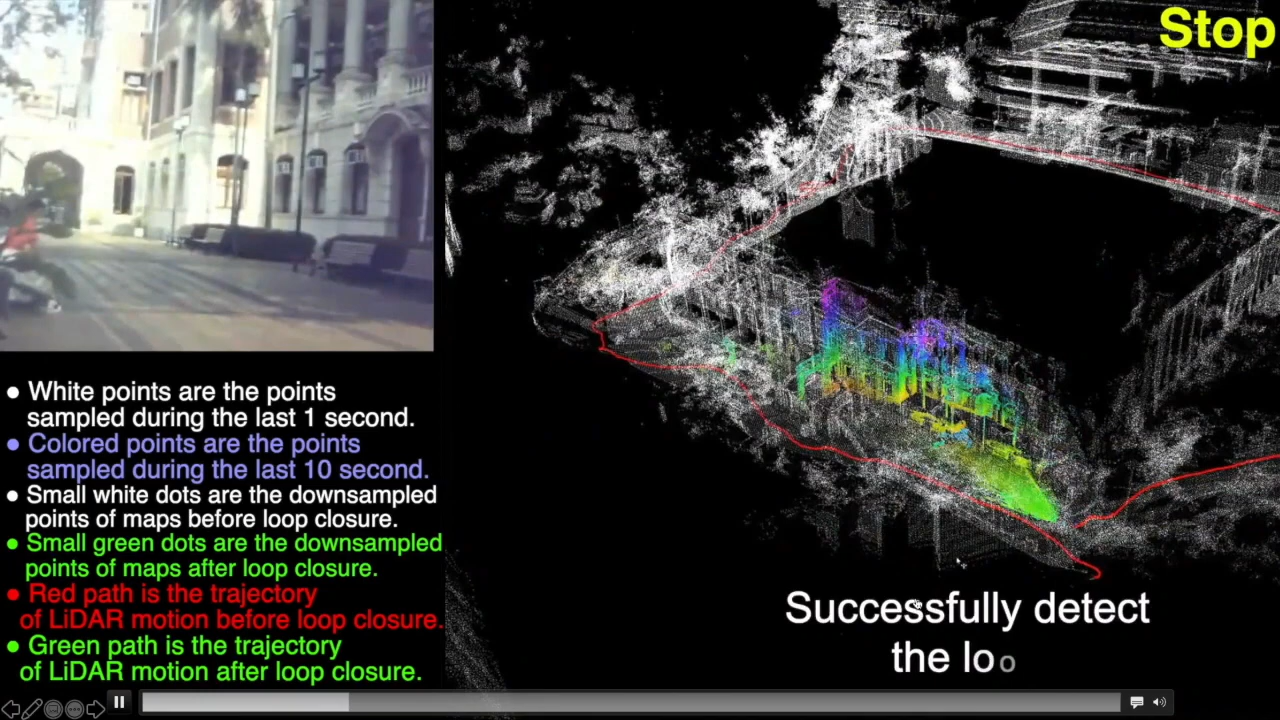 Stop
● White points are the points
sampled during the last 1 second.
● Colored points are the points
sampled during the last 10 second.
● Small white dots are the downsampled
points of maps before loop closure.
● Small green dots are the downsampled
points of maps after loop closure.
● Red path is the trajectory
of LiDAR motion before loop closure.
● Green path is the trajectory
of LiDAR motion after loop closure.
Successfully detect
the loo